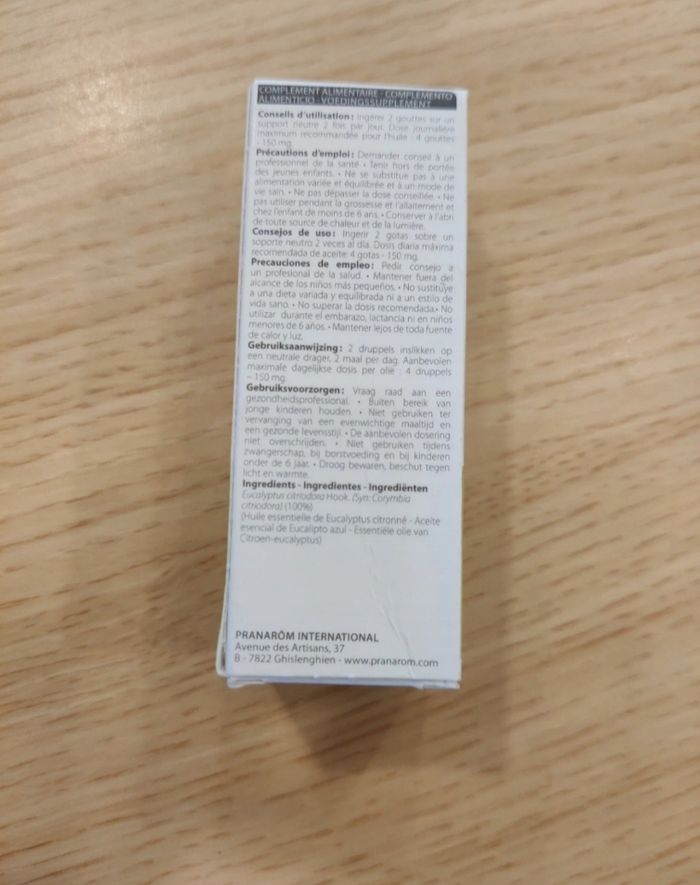 COMPLÉMENT ALIMENTAIRE - COMPLEMENTO
ALIMENTICIO - VOEDINGSSUPPLEMENT
Conseils d'utilisation: Ingérer 2 gouttes sur un
support neutre 2 fois par jour. Dose journalière
maximum recommandée pour l'huile : 4 gouttes
- 150 mg.
Précautions d'emploi: Demander conseil à un
professionnel de la santé • Tenir hors de portée
des jeunes enfants. • Ne se substitue pas à une
alimentation variée et équilibrée et à un mode de
vie sain. • Ne pas dépasser la dose conseillée. • Ne
pas utiliser pendant la grossesse et l'allaitement et
chez l'enfant de moins de 6 ans. • Conserver à l'abri
de toute source de chaleur et de la lumière.
Consejos de uso: Ingerir 2 gotas sobre un
soporte neutro 2 veces al día. Dosis diaria máxima
recomendada de aceite: 4 gotas - 150 mg.
Precauciones de empleo: Pedir consejo a
un profesional de la salud. • Mantener fuera del
alcance de los niños más pequeños. • No sustituye
a una dieta variada y equilibrada ni a un estilo de
vida sano. • No superar la dosis recomendada • No
utilizar durante el embarazo, lactancia ni en niños
menores de 6 años. • Mantener lejos de toda fuente
de calor y luz.
Gebruiksaanwijzing: 2 druppels inslikken op
een neutrale drager, 2 maal per dag. Aanbevolen
maximale dagelijkse dosis per olie : 4 druppels
– 150 mg.
Gebruiksvoorzorgen: Vraag raad aan een
gezondheidsprofessional. • Buiten bereik van
jonge kinderen houden. • Niet gebruiken ter
vervanging van een evenwichtige maaltijd en
een gezonde levensstijl. • De aanbevolen dosering
niet overschrijden. • Niet gebruiken tijdens
zwangerschap, bij borstvoeding en bij kinderen
onder de 6 jaar. • Droog bewaren, beschut tegen
licht en warmte.
Ingredients - Ingredientes - Ingrediënten
Eucalyptus citriodora Hook. (Syn: Corymbia
citriodora) (100%)
(Huile essentielle de Eucalyptus citronné - Aceite
esencial de Eucalipto azul - Essentiële olie van
Citroen-eucalyptus)
PRANARÔM INTERNATIONAL
Avenue des Artisans, 37
B - 7822 Ghislenghien - www.pranarom.com